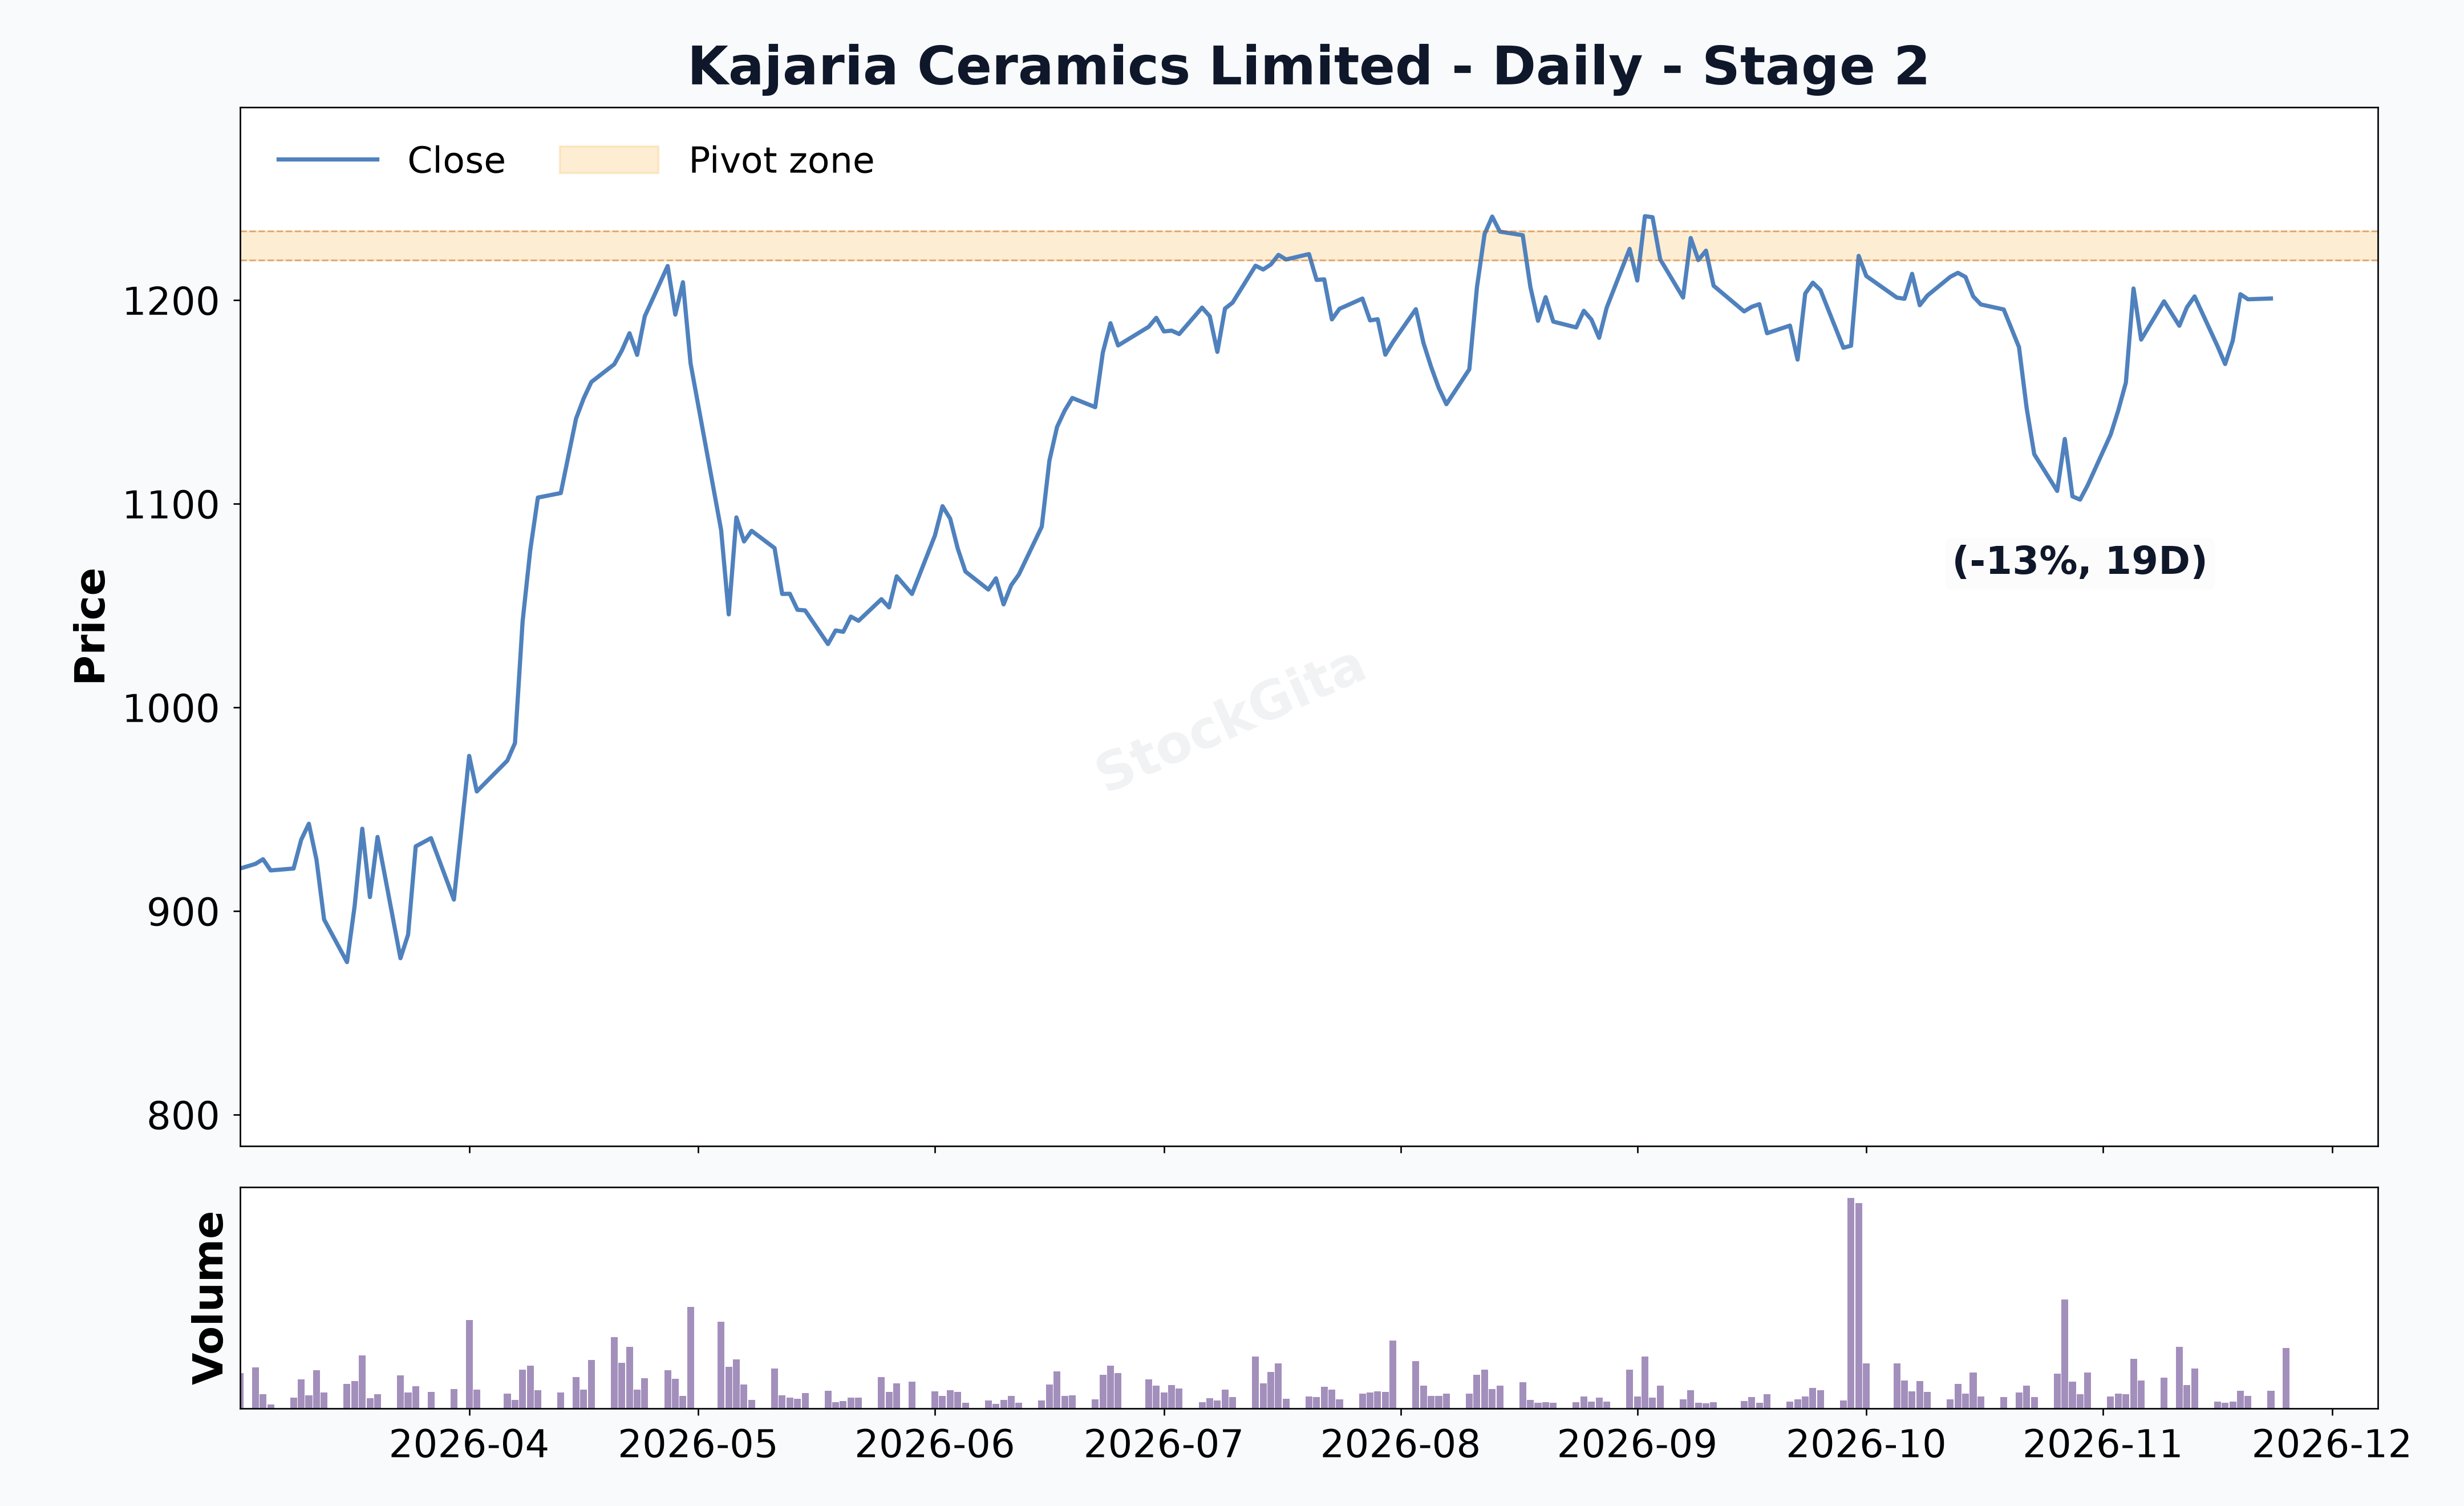 Kajaria Ceramics Limited - Daily - Stage 2
Close
Pivot zone
1200
1100
1000
900
800
Price
(-13%, 19D)
StockGita
Volume
2026-04
2026-05
2026-06
2026-07
2026-08
2026-09
2026-10
2026-11
2026-12